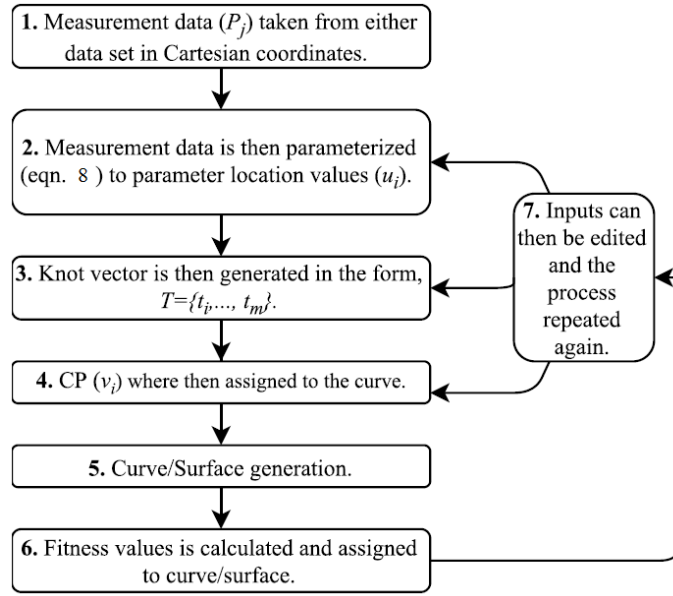 1. Measurement data (Pj) taken from either
data set in Cartesian coordinates.
2. Measurement data is then parameterized
(eqn. 8 ) to parameter location values (ui).
3. Knot vector is then generated in the form,
T={ti,..., tm}.
4. CP (vi) where then assigned to the curve.
5. Curve/Surface generation.
6. Fitness values is calculated and assigned
to curve/surface.
7. Inputs can
then be edited
and the
process
repeated
again.